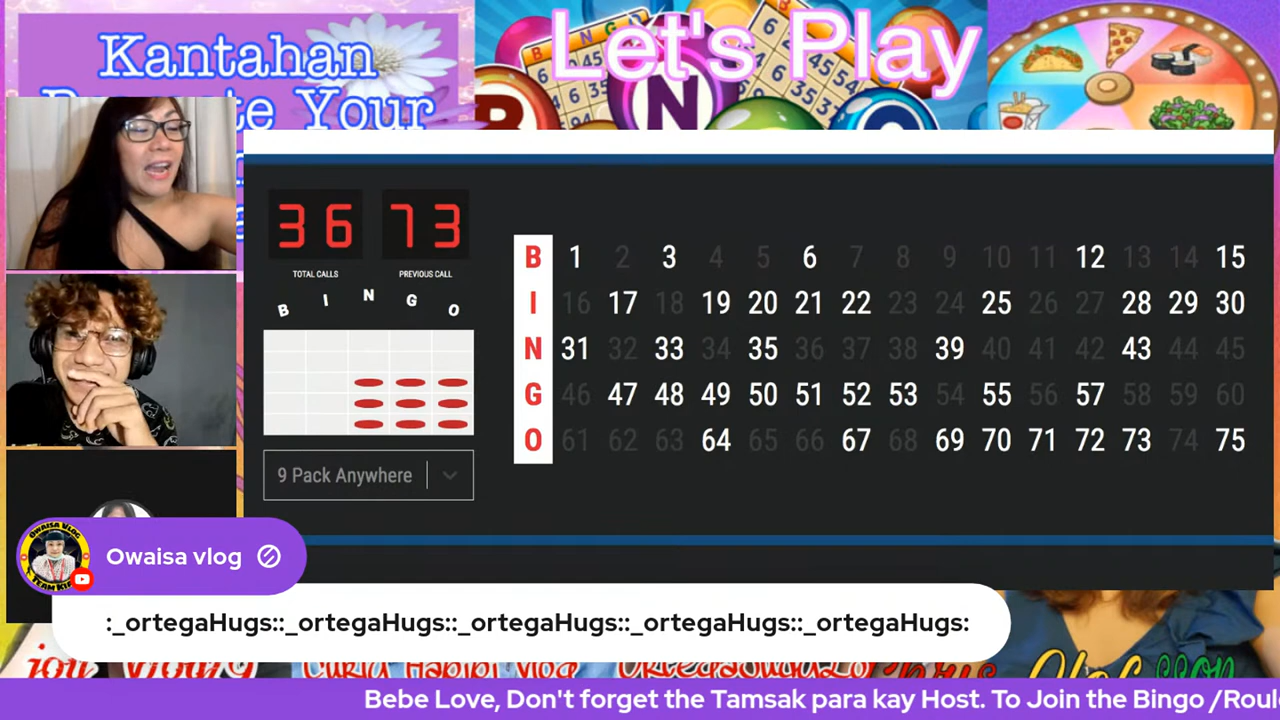 Kantahan
Let's Play
te Your
N
36 73
TOTAL CALLS PREVIOUS CALL
B I N G O
B 1 2 3 4 5 6 7 8 9 10 11 12 13 14 15
I 16 17 18 19 20 21 22 23 24 25 26 27 28 29 30
N 31 32 33 34 35 36 37 38 39 40 41 42 43 44 45
G 46 47 48 49 50 51 52 53 54 55 56 57 58 59 60
O 61 62 63 64 65 66 67 68 69 70 71 72 73 74 75
9 Pack Anywhere
Owaisa vlog
:_ortegaHugs::_ortegaHugs::_ortegaHugs::_ortegaHugs::_ortegaHugs:
Bebe Love, Don't forget the Tamsak para kay Host. To Join the Bingo /Roul